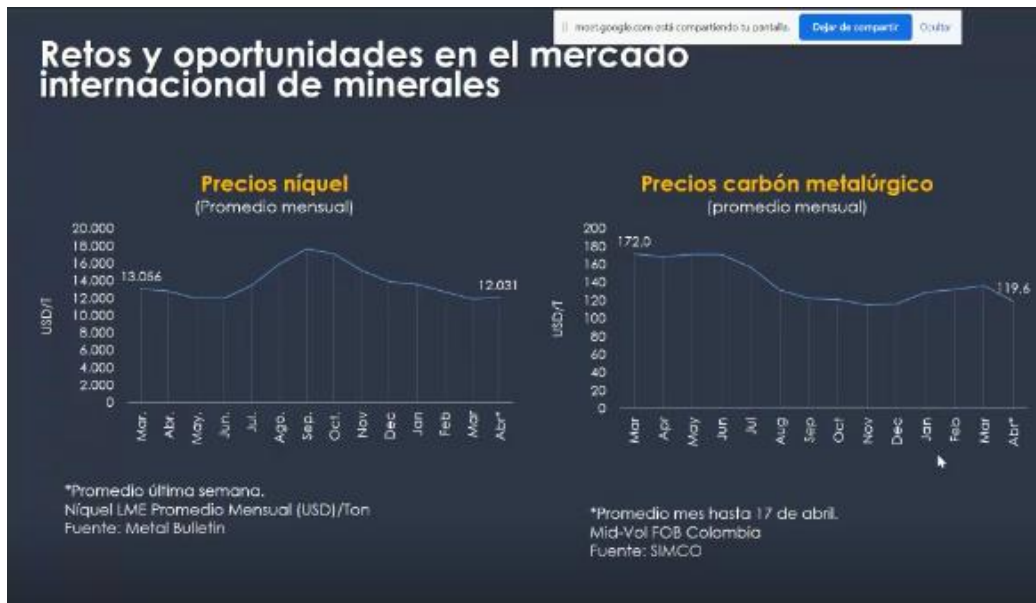 meet.google.com está compartiendo tu pantalla.
Dejar de compartir
Ocultar
Retos y oportunidades en el mercado
internacional de minerales
Precios níquel
(Promedio mensual)
20.000
18.000
16.000
14.000
12.000
10.000
8.000
6.000
4.000
2.000
0
USD/T
13.056
12.031
Mar.
Abr.
May.
Jun.
Jul.
Ago.
Sep.
Oct.
Nov
Dec
Jan
Feb
Mar
Abr*
*Promedio última semana.
Níquel LME Promedio Mensual (USD)/Ton
Fuente: Metal Bulletin
Precios carbón metalúrgico
(promedio mensual)
200
180
160
140
120
100
80
60
40
20
0
USD/T
172,0
119,6
Mar
Apr
May
Jun
Jul
Aug
Sep
Oct
Nov
Dec
Jan
Feb
Mar
Abr*
*Promedio mes hasta 17 de abril.
Mid-Vol FOB Colombia
Fuente: SIMCO